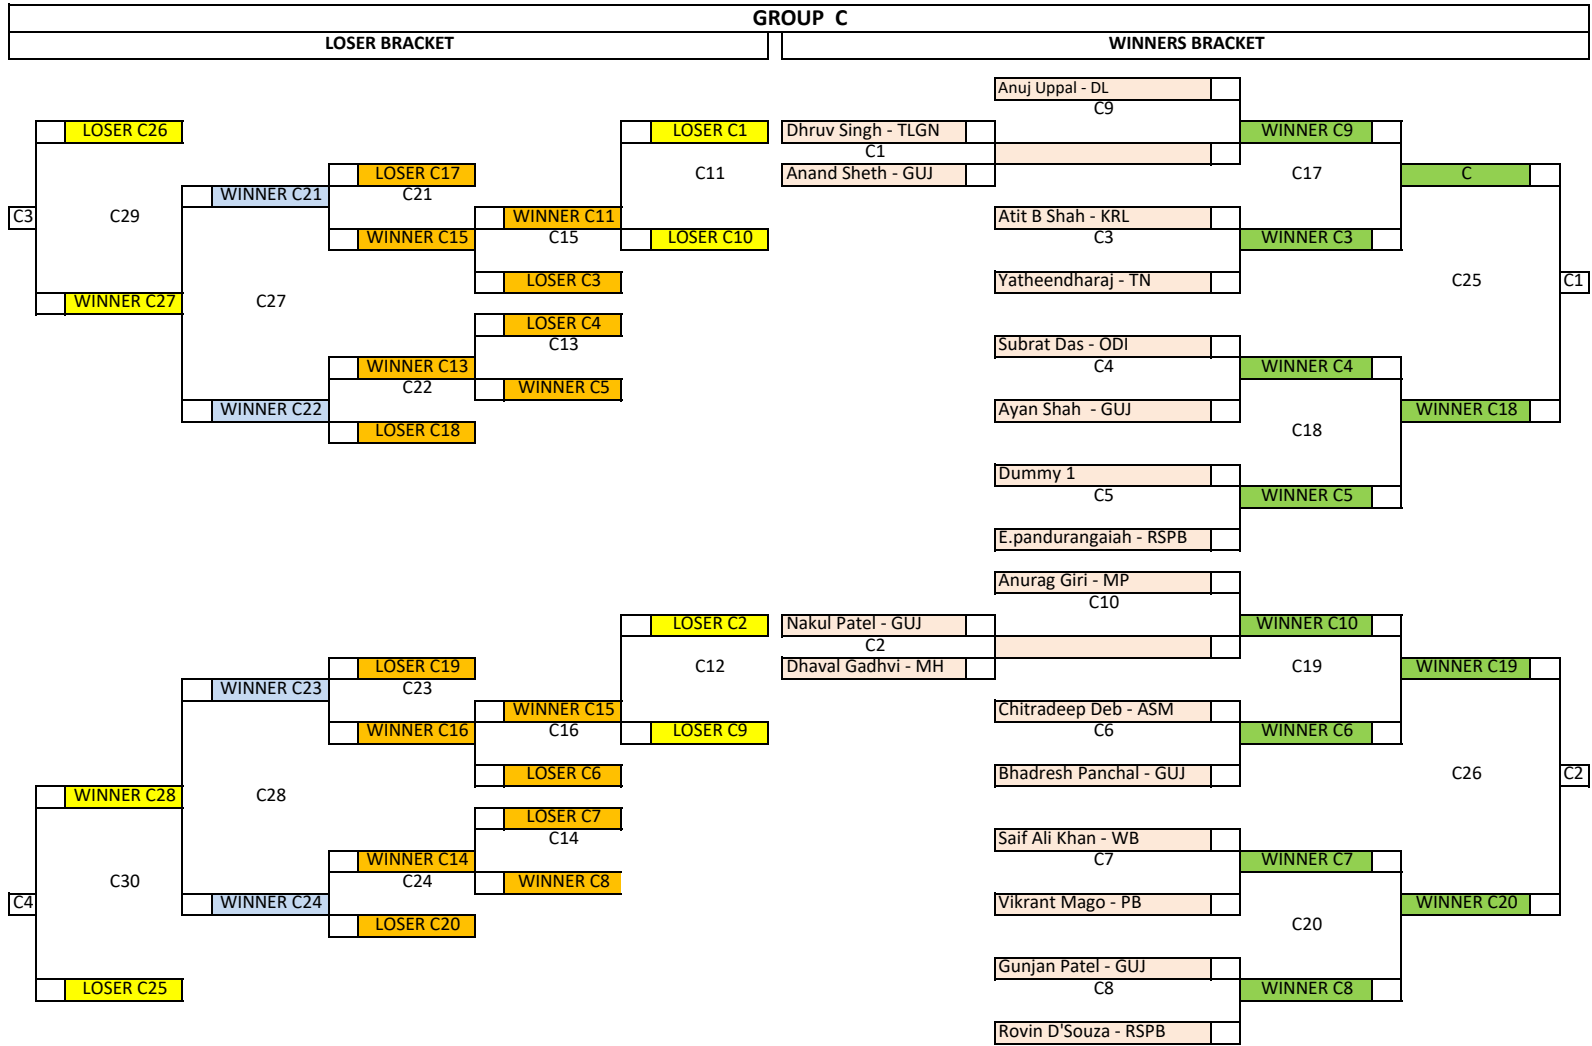 GROUP C
LOSER BRACKET
WINNERS BRACKET
Anuj Uppal - DL
C9
LOSER C26
LOSER C1
Dhruv Singh - TLGN
WINNER C9
C1
LOSER C17
C11
Anand Sheth - GUJ
C17
C
WINNER C21
C21
C3
C29
WINNER C11
Atit B Shah - KRL
WINNER C15
C15
LOSER C10
C3
WINNER C3
LOSER C3
Yatheendharaj - TN
C25
C1
WINNER C27
C27
LOSER C4
C13
Subrat Das - ODI
WINNER C13
C4
WINNER C4
C22
WINNER C5
WINNER C22
Ayan Shah - GUJ
WINNER C18
LOSER C18
C18
Dummy 1
C5
WINNER C5
E.pandurangaiah - RSPB
Anurag Giri - MP
C10
LOSER C2
Nakul Patel - GUJ
WINNER C10
C2
LOSER C19
C12
Dhaval Gadhvi - MH
C19
WINNER C19
WINNER C23
C23
WINNER C15
Chitradeep Deb - ASM
WINNER C16
C16
LOSER C9
C6
WINNER C6
LOSER C6
Bhadresh Panchal - GUJ
C26
C2
WINNER C28
C28
LOSER C7
C14
Saif Ali Khan - WB
WINNER C14
C7
WINNER C7
C30
C24
WINNER C8
C4
WINNER C24
Vikrant Mago - PB
WINNER C20
LOSER C20
C20
Gunjan Patel - GUJ
LOSER C25
C8
WINNER C8
Rovin D'Souza - RSPB